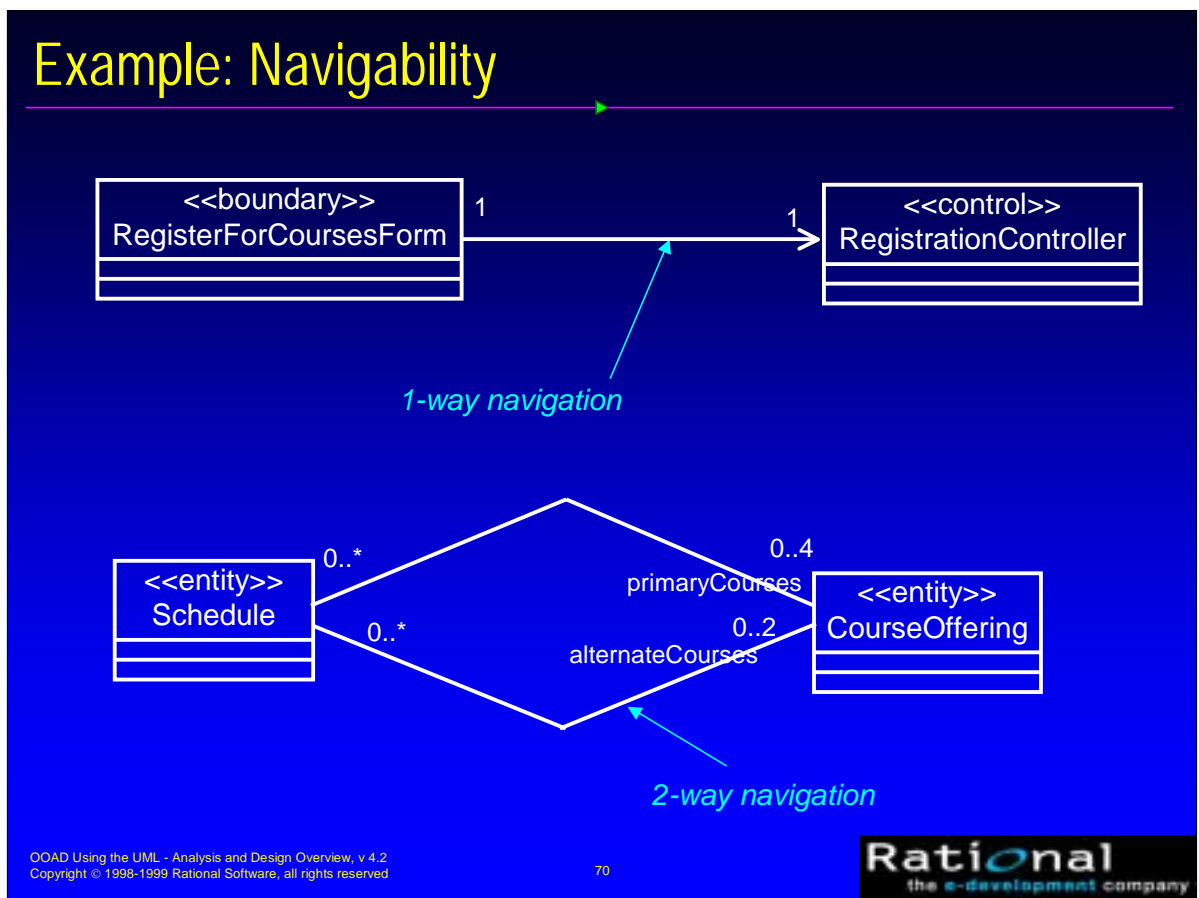 Example: Navigability
<<boundary>>
RegisterForCoursesForm
1
1
<<control>>
RegistrationController
1-way navigation
0..*
0..4
primaryCourses
<<entity>>
Schedule
<<entity>>
CourseOffering
0..*
0..2
alternateCourses
2-way navigation
OOAD Using the UML - Analysis and Design Overview, v 4.2
Copyright © 1998-1999 Rational Software, all rights reserved
70
Rational
the e-development company